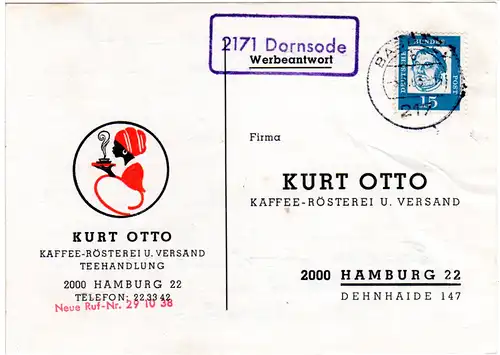 2171 Dornsode
Werbeantwort
DEUTSCHE BUNDESPOST
15
217
Firma
KURT OTTO
KAFFEE-RÖSTEREI U. VERSAND
2000 HAMBURG 22
DEHNHAIDE 147
KURT OTTO
KAFFEE-RÖSTEREI U. VERSAND
TEEHANDLUNG
2000 HAMBURG 22
TELEFON: 22 33 42
Neue Ruf-Nr. 29 10 38